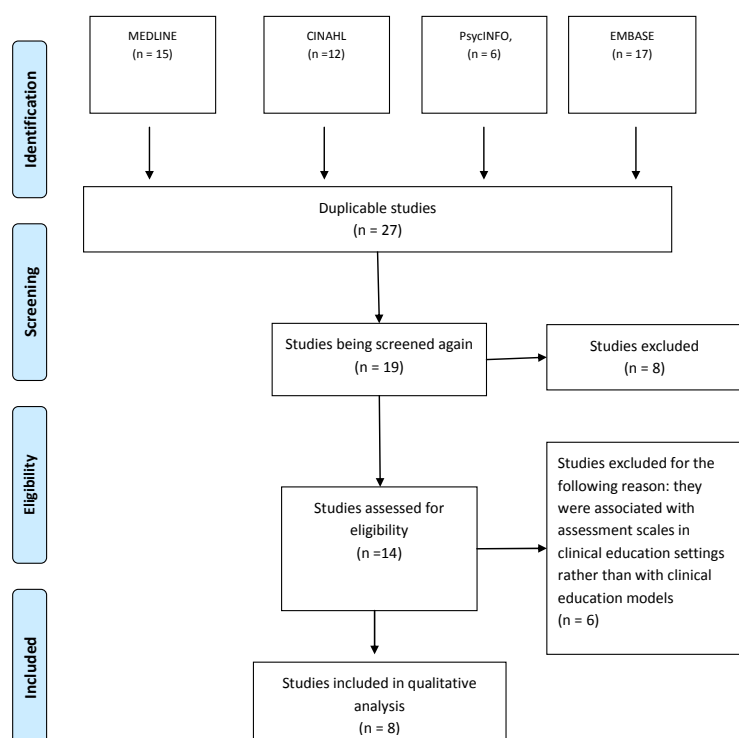 MEDLINE
(n = 15)
CINAHL
(n =12)
PsycINFO,
(n = 6)
EMBASE
(n = 17)
Identification
Duplicable studies
(n = 27)
Screening
Studies being screened again
(n = 19)
Studies excluded
(n = 8)
Eligibility
Studies assessed for
eligibility
(n =14)
Studies excluded for the
following reason: they
were associated with
assessment scales in
clinical education settings
rather than with clinical
education models
(n = 6)
Included
Studies included in qualitative
analysis
(n = 8)